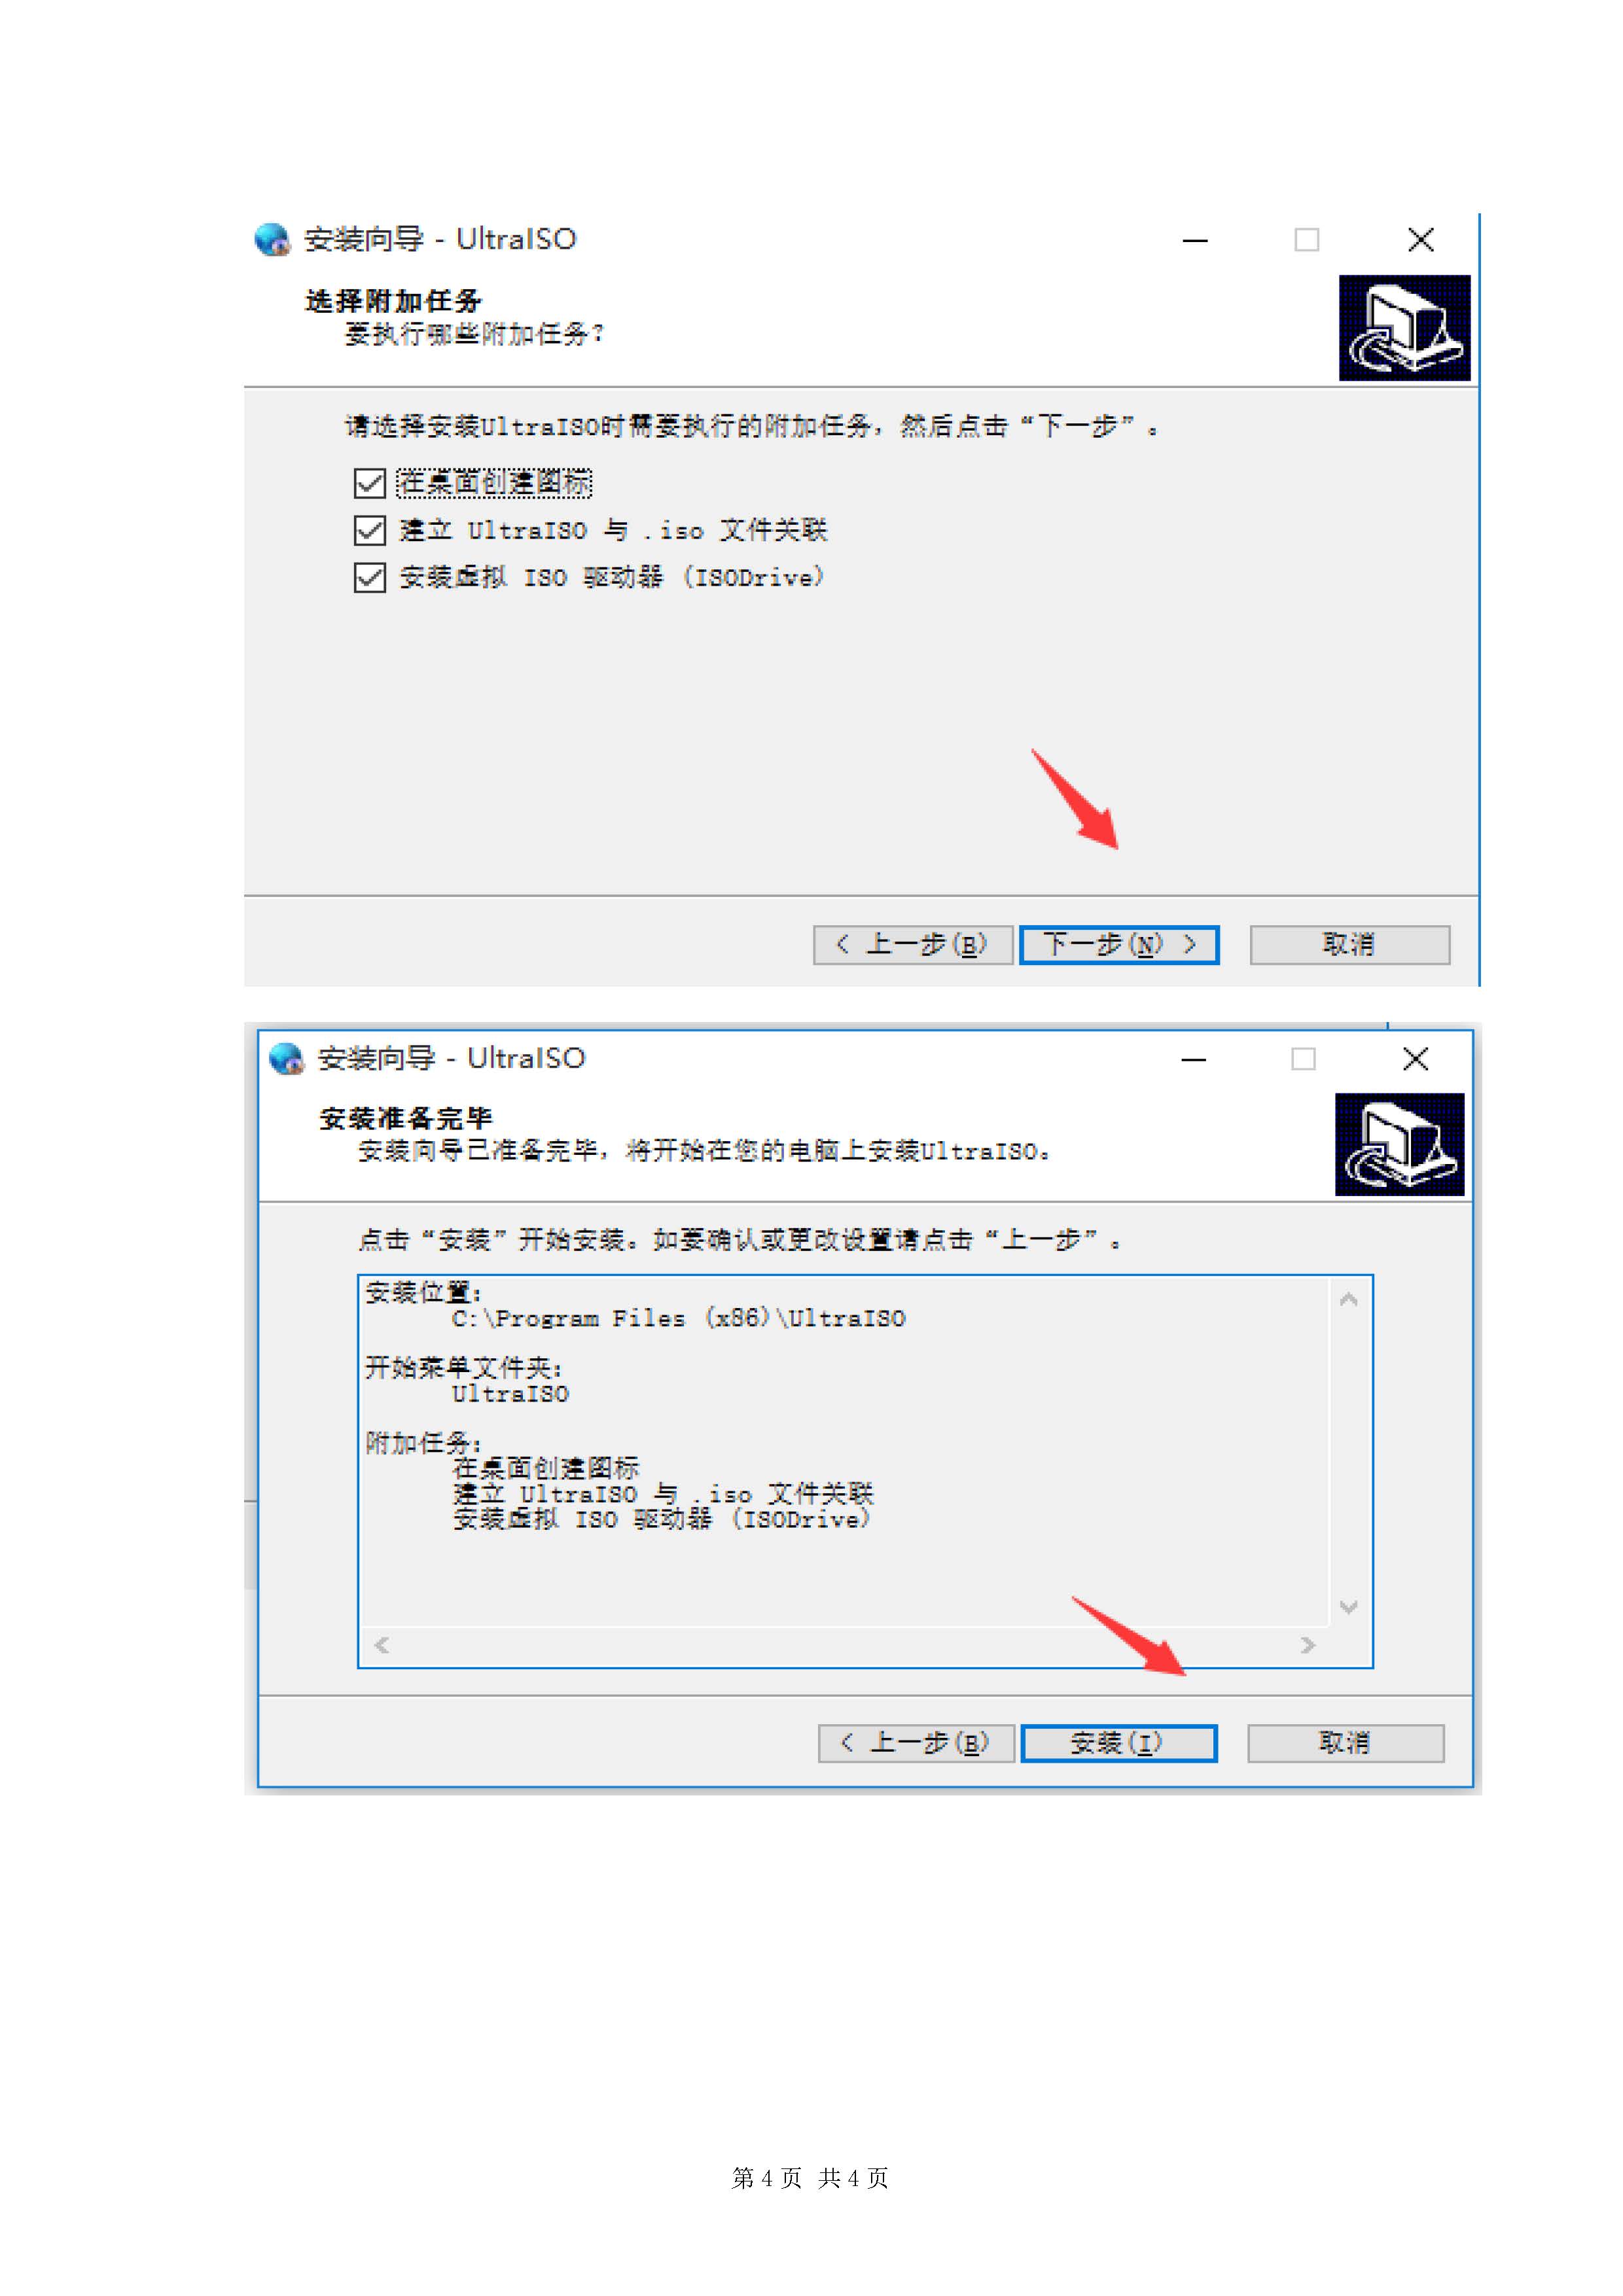 安装向导 - UltraISO
选择附加任务
要执行哪些附加任务?
请选择安装UltraISO时需要执行的附加任务，然后点击“下一步”。
在桌面创建图标
建立 UltraISO 与 .iso 文件关联
安装虚拟 ISO 驱动器 (ISODrive)
< 上一步(B) 下一步(N) > 取消
安装向导 - UltraISO
安装准备完毕
安装向导已准备完毕，将开始在您的电脑上安装UltraISO。
点击“安装”开始安装。如要确认或更改设置请点击“上一步”。
安装位置:
C:\Program Files (x86)\UltraISO
开始菜单文件夹:
UltraISO
附加任务:
在桌面创建图标
建立 UltraISO 与 .iso 文件关联
安装虚拟 ISO 驱动器 (ISODrive)
< 上一步(B) 安装(I) 取消
第 4 页 共 4 页